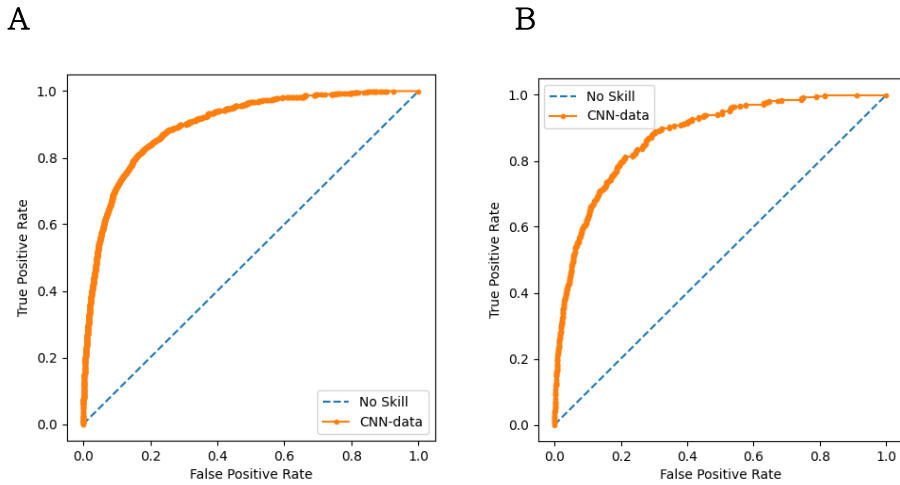 A
1.0
0.8
0.6
0.4
0.2
0.0
True Positive Rate
0.0 0.2 0.4 0.6 0.8 1.0
False Positive Rate
No Skill
CNN-data
B
1.0
0.8
0.6
0.4
0.2
0.0
True Positive Rate
0.0 0.2 0.4 0.6 0.8 1.0
False Positive Rate
No Skill
CNN-data